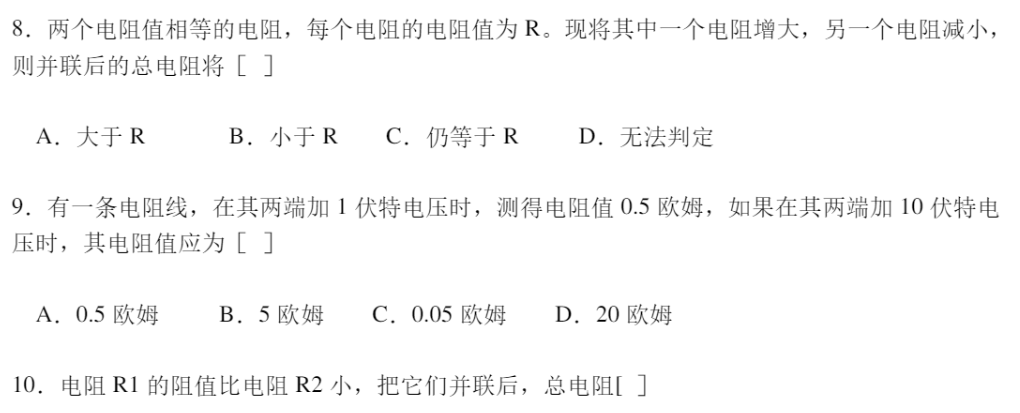 8．两个电阻值相等的电阻，每个电阻的电阻值为 R。现将其中一个电阻增大，另一个电阻减小，
则并联后的总电阻将［ ］
A．大于 R B．小于 R C．仍等于 R D．无法判定
9．有一条电阻线，在其两端加 1 伏特电压时，测得电阻值 0.5 欧姆，如果在其两端加 10 伏特电
压时，其电阻值应为［ ］
A．0.5 欧姆 B．5 欧姆 C．0.05 欧姆 D．20 欧姆
10．电阻 R1 的阻值比电阻 R2 小，把它们并联后，总电阻[ ］